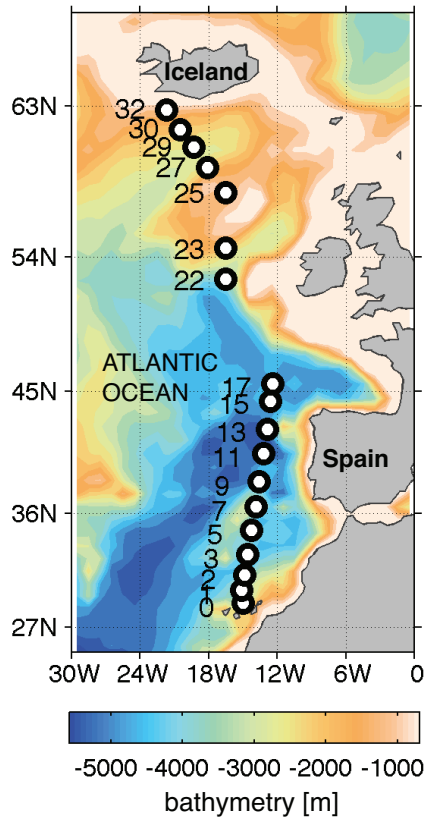 Iceland
63N
32
30
29
27
25
54N
23
22
ATLANTIC
OCEAN
45N
17
15
13
11
Spain
9
36N
7
5
3
2
1
0
27N
30W 24W 18W 12W 6W 0
-5000 -4000 -3000 -2000 -1000
bathymetry [m]